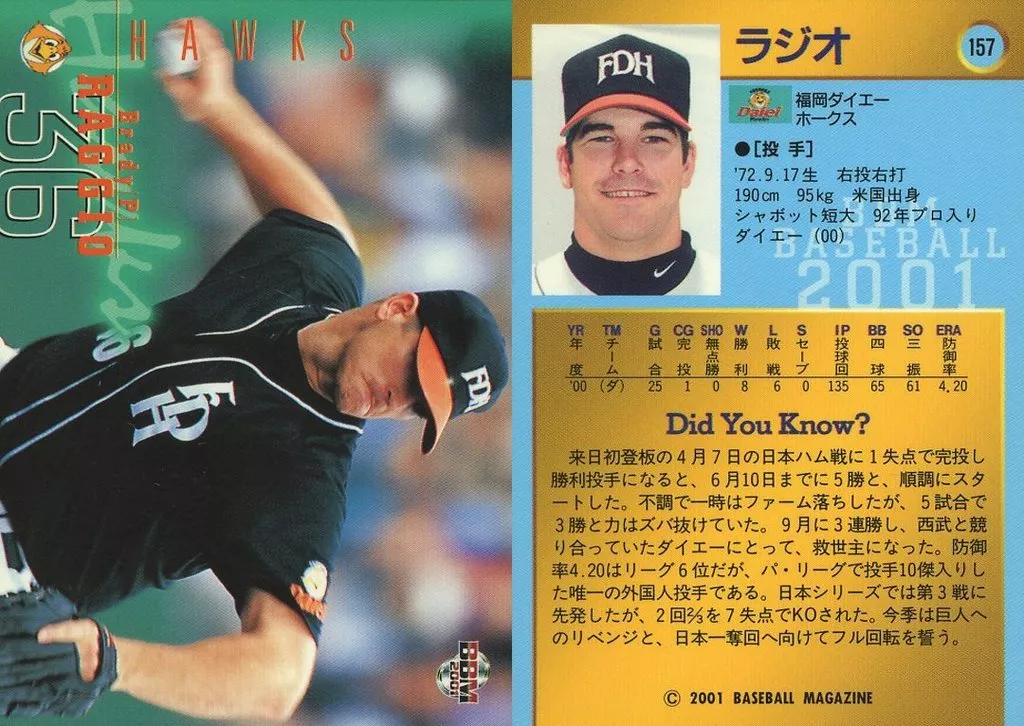 HAWKS
Brady.R
RAGGIO
36
Hawks
FDH
FDH
BBM
2001
FDH
ラジオ
157
Daiei
Hawks
福岡ダイエー
ホークス
●[投 手]
'72.9.17生 右投右打
190cm 95kg 米国出身
シャボット短大 92年プロ入り
ダイエー (00)
BBM
BASEBALL
2001
YR TM G CG SHO W L S IP BB SO ERA
年度 チーム 試合 完投 無点勝 勝利 敗戦 セーブ 投球回 四球 三振 防御率
'00 (ダ) 25 1 0 8 6 0 135 65 61 4.20
Did You Know?
来日初登板の4月7日の日本ハム戦に1失点で完投し
勝利投手になると、6月10日までに5勝と、順調にスタ
ートした。不調で一時はファーム落ちしたが、5試合で
3勝と力はズバ抜けていた。9月に3連勝し、西武と競
り合っていたダイエーにとって、救世主になった。防御
率4.20はリーグ6位だが、パ・リーグで投手10傑入りし
た唯一の外国人投手である。日本シリーズでは第3戦に
先発したが、2回⅔を7失点でKOされた。今季は巨人へ
のリベンジと、日本一奪回へ向けてフル回転を誓う。
© 2001 BASEBALL MAGAZINE